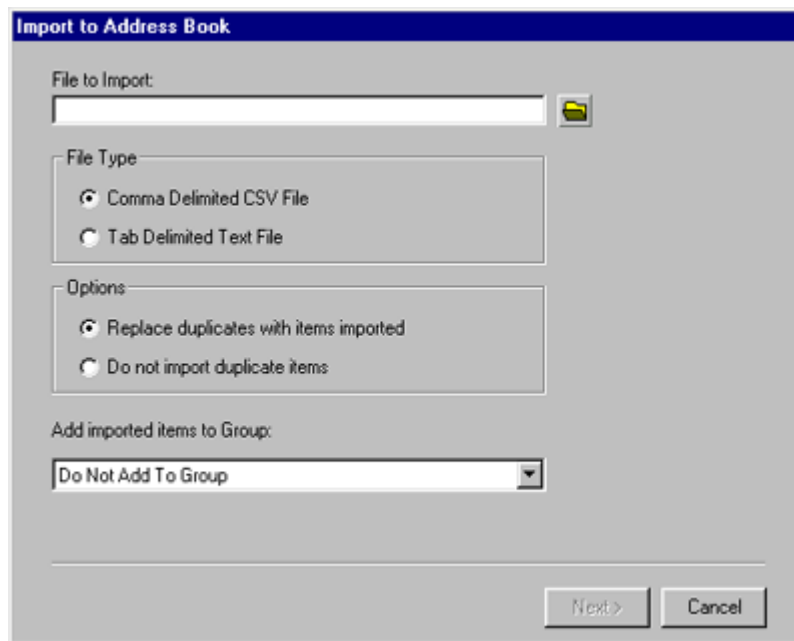 Import to Address Book
File to Import:
File Type
Comma Delimited CSV File
Tab Delimited Text File
Options
Replace duplicates with items imported
Do not import duplicate items
Add imported items to Group:
Do Not Add To Group
Next >
Cancel